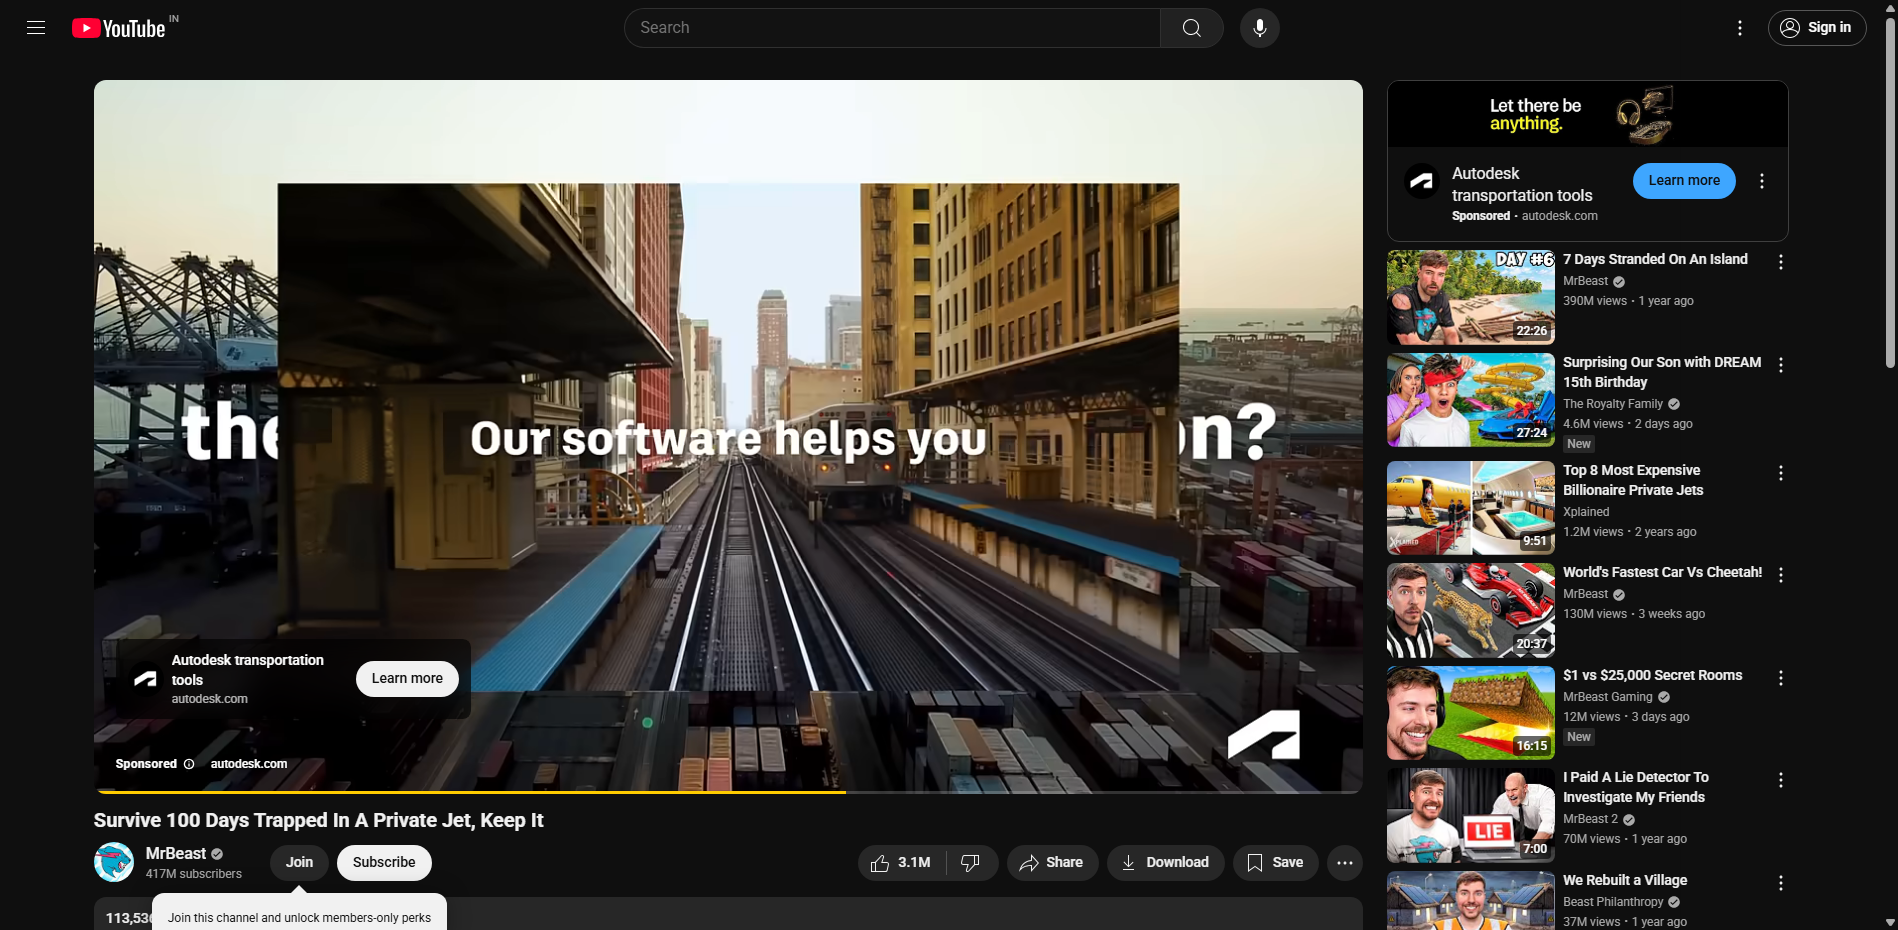 YouTube IN
Search
Sign in
Our software helps you
the
n?
Autodesk transportation
tools
autodesk.com
Learn more
Sponsored
autodesk.com
Survive 100 Days Trapped In A Private Jet, Keep It
MrBeast
417M subscribers
Join
Subscribe
3.1M
Share
Download
Save
Join this channel and unlock members-only perks
Let there be
anything.
Autodesk
transportation tools
Sponsored · autodesk.com
Learn more
DAY #6
22:26
7 Days Stranded On An Island
MrBeast
390M views · 1 year ago
27:24
Surprising Our Son with DREAM
15th Birthday
The Royalty Family
4.6M views · 2 days ago
New
XPLAINED
9:51
Top 8 Most Expensive
Billionaire Private Jets
Xplained
1.2M views · 2 years ago
20:37
World's Fastest Car Vs Cheetah!
MrBeast
130M views · 3 weeks ago
16:15
$1 vs $25,000 Secret Rooms
MrBeast Gaming
12M views · 3 days ago
New
LIE
7:00
I Paid A Lie Detector To
Investigate My Friends
MrBeast 2
70M views · 1 year ago
We Rebuilt a Village
Beast Philanthropy
37M views · 1 year ago